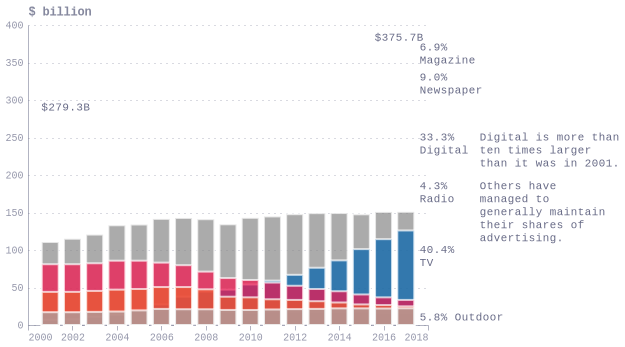 $ billion
400
$375.7B
6.9%
Magazine
350
9.0%
Newspaper
300
$279.3B
250
33.3% Digital is more than
Digital ten times larger
than it was in 2001.
200
4.3% Others have
Radio managed to
150
generally maintain
their shares of
advertising.
100
40.4%
TV
50
5.8% Outdoor
0
2000 2002 2004 2006 2008 2010 2012 2014 2016 2018